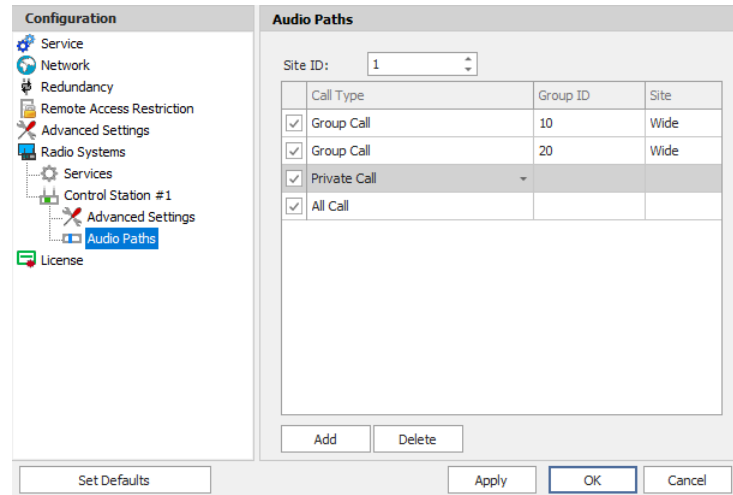 Configuration
Service
Network
Redundancy
Remote Access Restriction
Advanced Settings
Radio Systems
Services
Control Station #1
Advanced Settings
Audio Paths
License
Audio Paths
Site ID: 1
Call Type Group ID Site
Group Call 10 Wide
Group Call 20 Wide
Private Call
All Call
Add Delete
Set Defaults Apply OK Cancel